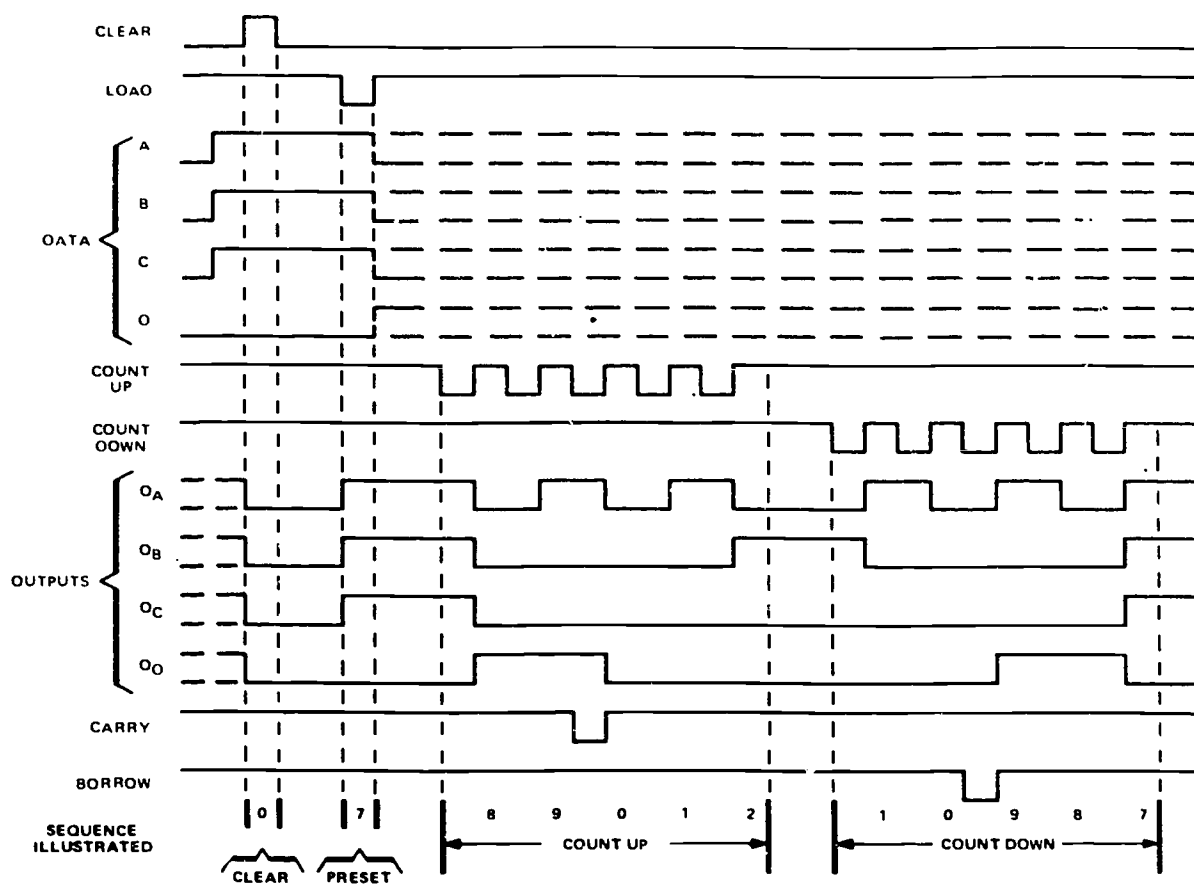 CLEAR
LOAO
A
B
OATA
C
O
COUNT
UP
COUNT
OOWN
OA
OB
OUTPUTS
OC
OO
CARRY
BORROW
SEQUENCE
ILLUSTRATED
0 7 8 9 0 1 2 1 0 9 8 7
COUNT UP COUNT DOWN
CLEAR PRESET